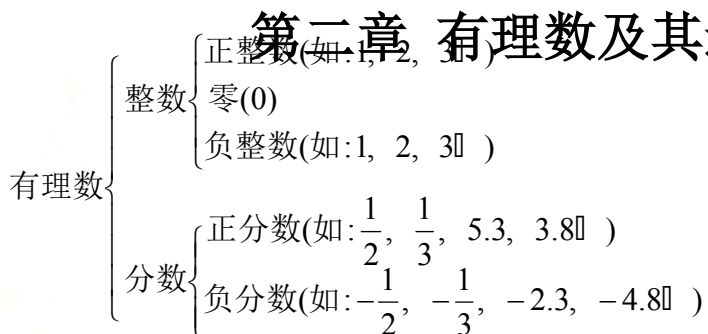 第二章 有理数及其
正整数(如:1, 2, 3 )
整数
零(0)
负整数(如:1, 2, 3 )
有理数
正分数(如:1/2, 1/3, 5.3, 3.8 )
分数
负分数(如:-1/2, -1/3, -2.3, -4.8 )